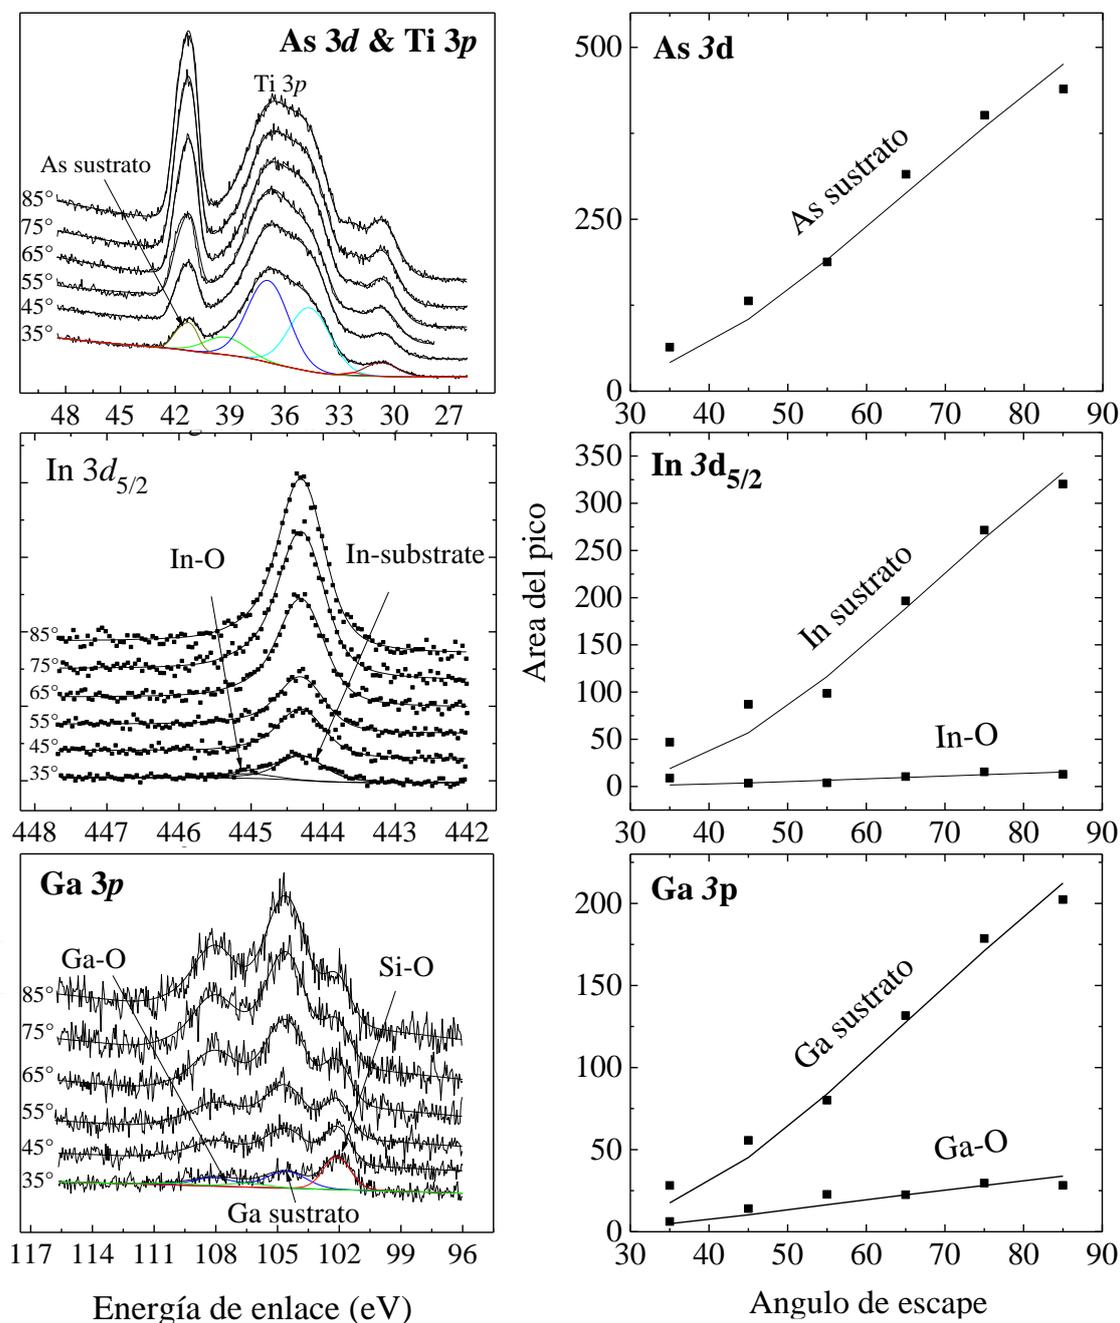 As 3d & Ti 3p
Ti 3p
As sustrato
85°
75°
65°
55°
45°
35°
48 45 42 39 36 33 30 27
As 3d
500
250
0
As sustrato
30 40 50 60 70 80 90
In 3d5/2
In-O
In-substrate
85°
75°
65°
55°
45°
35°
448 447 446 445 444 443 442
Area del pico
In 3d5/2
350
300
250
200
150
100
50
0
In sustrato
In-O
30 40 50 60 70 80 90
Ga 3p
Ga-O
Si-O
85°
75°
65°
55°
45°
35°
Ga sustrato
117 114 111 108 105 102 99 96
Energía de enlace (eV)
Ga 3p
200
150
100
50
0
Ga sustrato
Ga-O
30 40 50 60 70 80 90
Angulo de escape